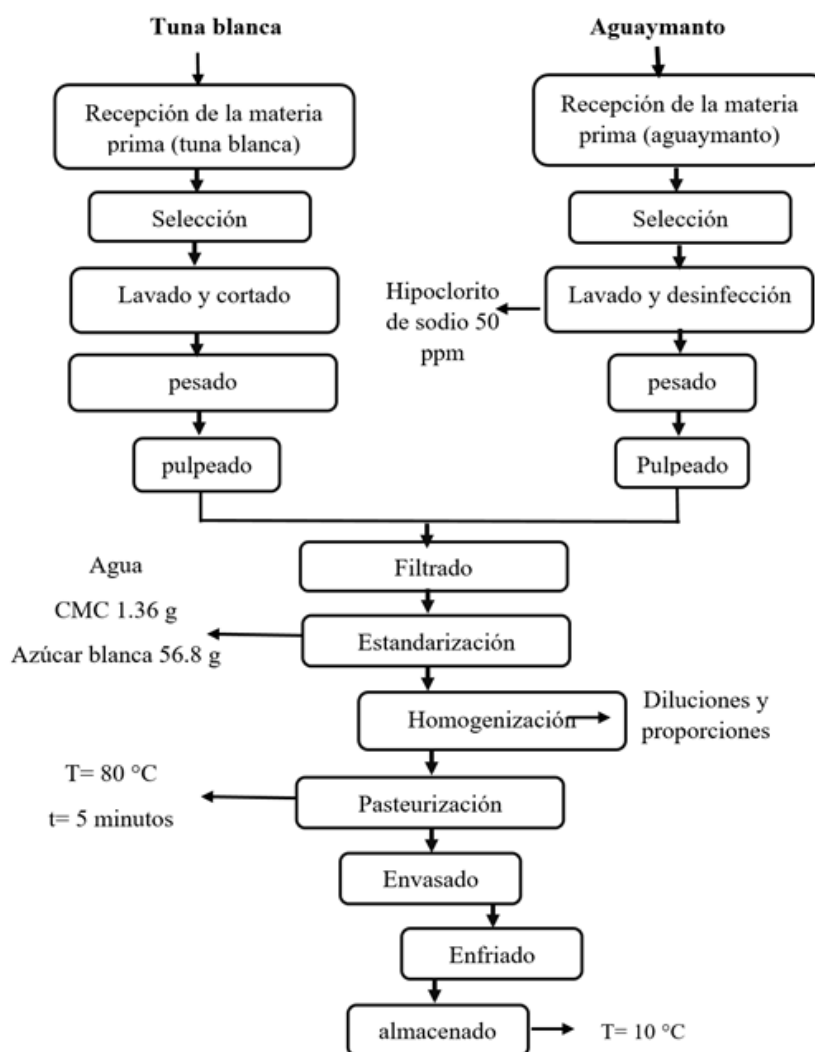 Tuna blanca
Aguaymanto
Recepción de la materia
prima (tuna blanca)
Recepción de la materia
prima (aguaymanto)
Selección
Selección
Lavado y cortado
Hipoclorito
de sodio 50
ppm
Lavado y desinfección
pesado
pesado
pulpeado
Pulpeado
Filtrado
Agua
CMC 1.36 g
Azúcar blanca 56.8 g
Estandarización
Homogenización
Diluciones y
proporciones
T= 80 °C
t= 5 minutos
Pasteurización
Envasado
Enfriado
almacenado
T= 10 °C